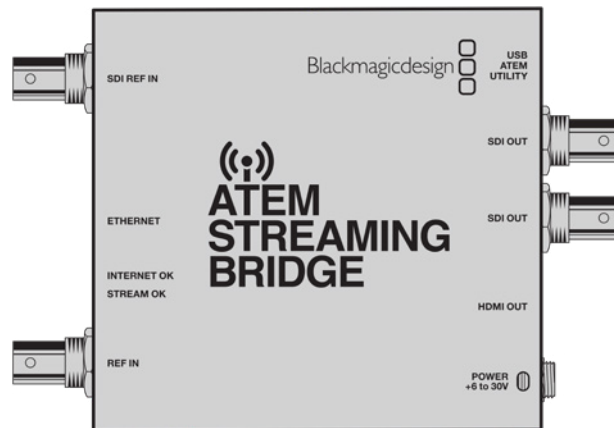 SDI REF IN
Blackmagicdesign
USB
ATEM
UTILITY
SDI OUT
ETHERNET
ATEM
STREAMING
BRIDGE
SDI OUT
INTERNET OK
STREAM OK
HDMI OUT
REF IN
POWER
+6 to 30V